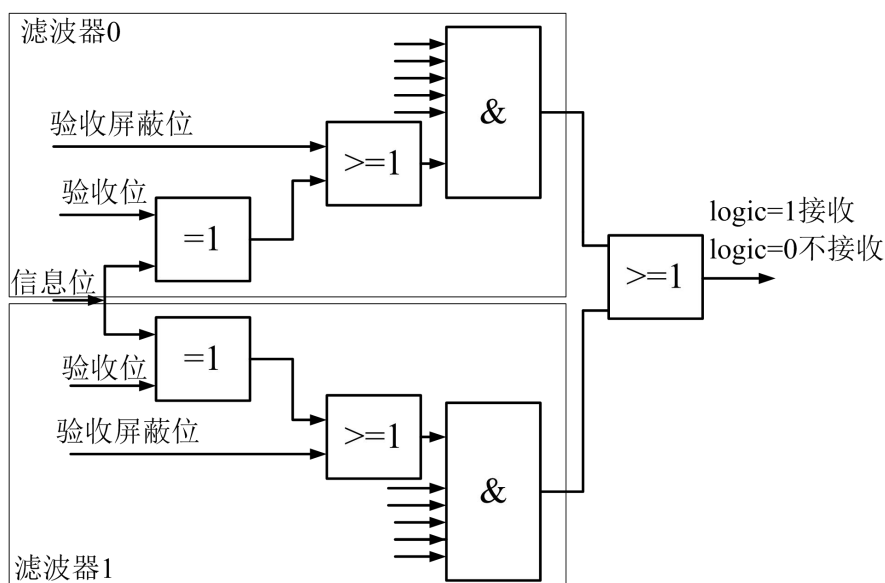 滤波器0
&
验收屏蔽位
>=1
验收位
=1
logic=1接收
logic=0不接收
>=1
信息位
=1
验收位
>=1
验收屏蔽位
&
滤波器1